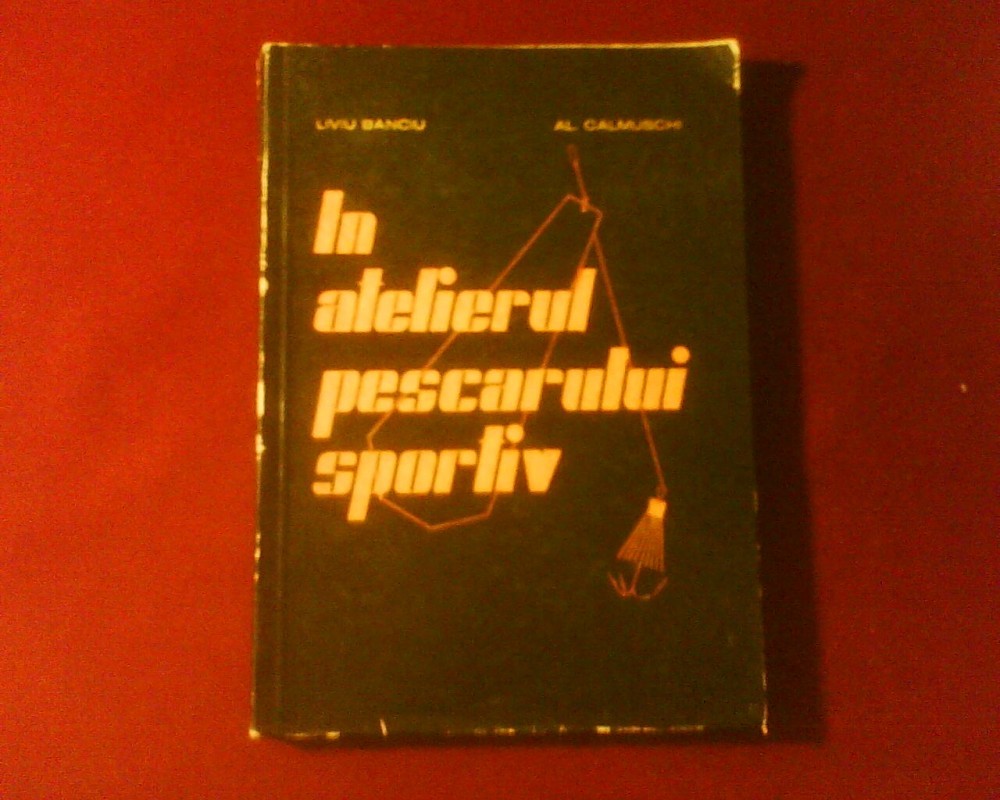 LIVIU BANCIU AL. CALMUSCHI
In
atelierul
pescarului
sportiv